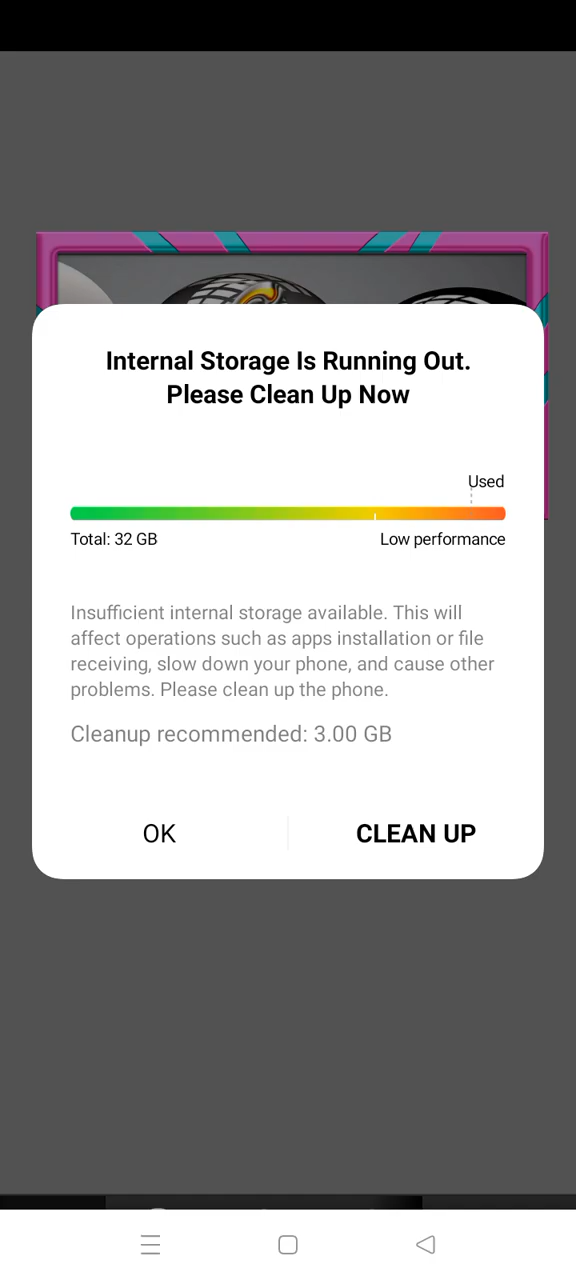 Internal Storage Is Running Out.
Please Clean Up Now
Used
Total: 32 GB
Low performance
Insufficient internal storage available. This will
affect operations such as apps installation or file
receiving, slow down your phone, and cause other
problems. Please clean up the phone.
Cleanup recommended: 3.00 GB
OK
CLEAN UP